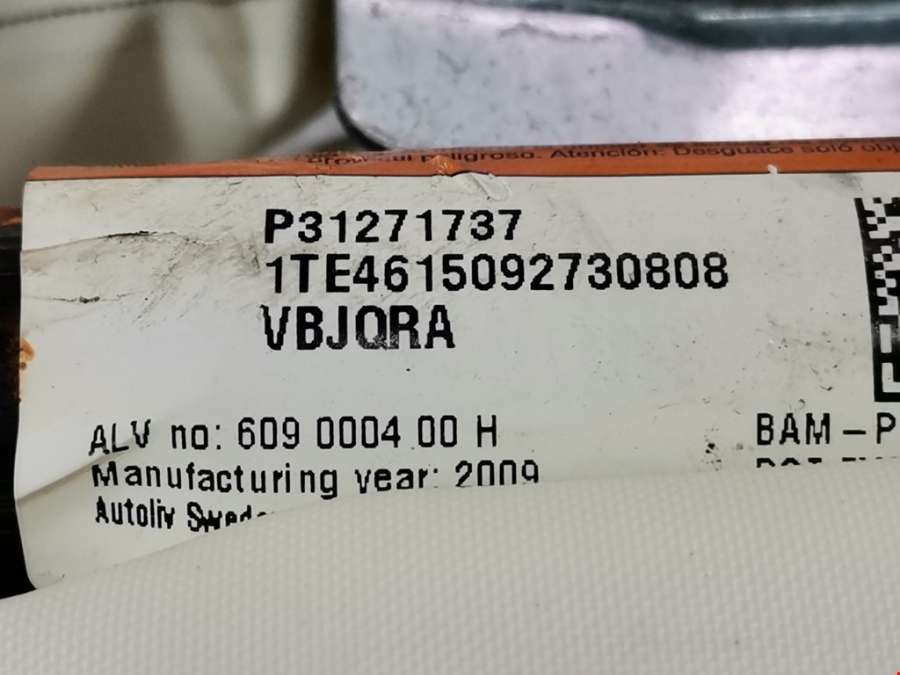 peligroso. Atención: Desguace solo
P31271737
1TE4615092730808
VBJQRA
ALV no: 609 0004 00 H
BAM-P
Manufacturing year: 2009
Autoliv